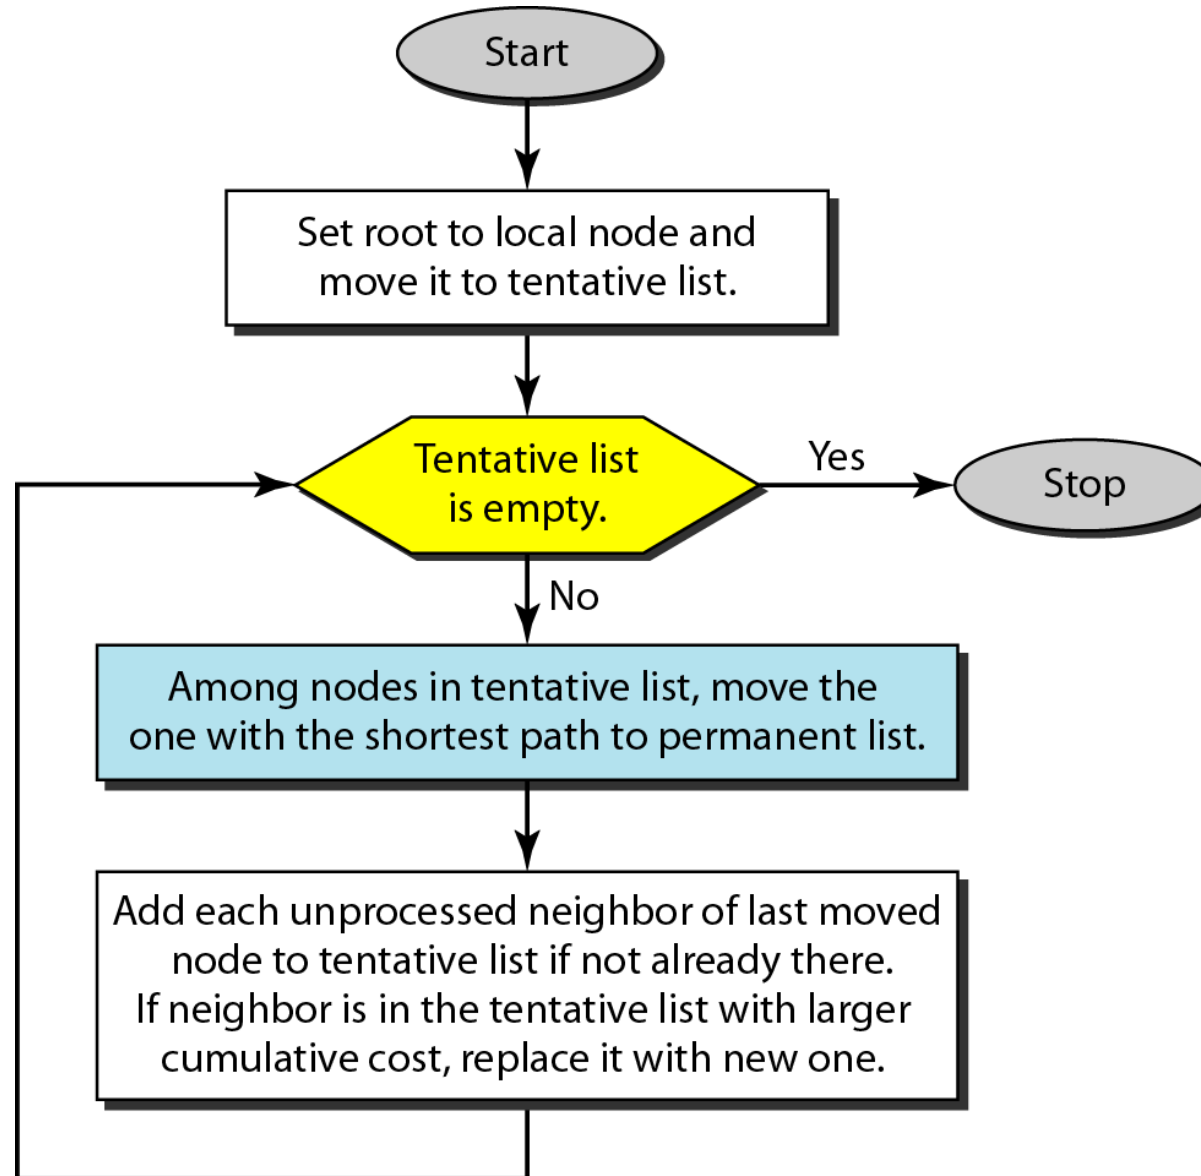 Start
Set root to local node and
move it to tentative list.
Tentative list
is empty.
Yes
Stop
No
Among nodes in tentative list, move the
one with the shortest path to permanent list.
Add each unprocessed neighbor of last moved
node to tentative list if not already there.
If neighbor is in the tentative list with larger
cumulative cost, replace it with new one.